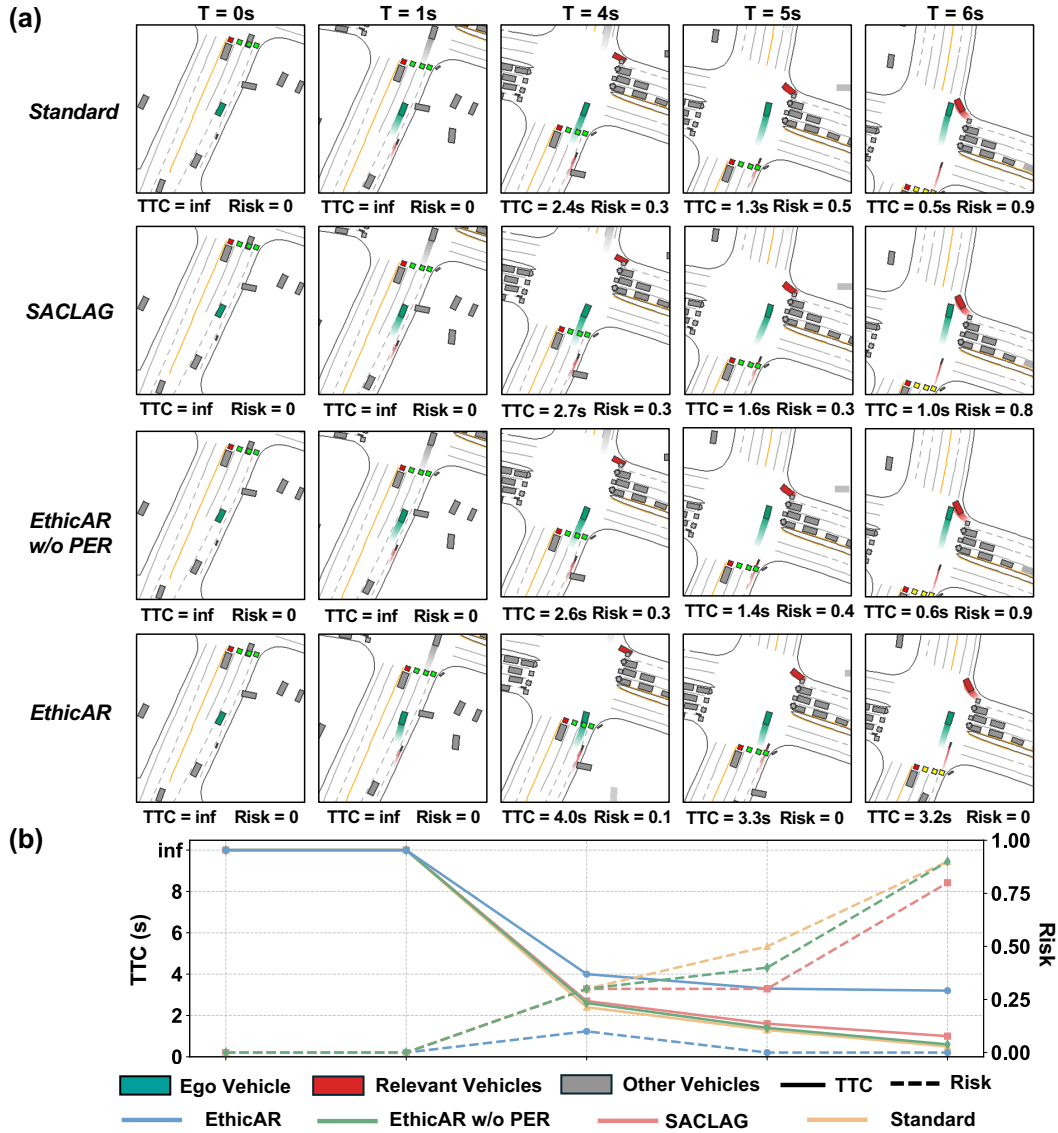 (a)
T = 0s T = 1s T = 4s T = 5s T = 6s
Standard
TTC = inf Risk = 0 TTC = inf Risk = 0 TTC = 2.4s Risk = 0.3 TTC = 1.3s Risk = 0.5 TTC = 0.5s Risk = 0.9
SACLAG
TTC = inf Risk = 0 TTC = inf Risk = 0 TTC = 2.7s Risk = 0.3 TTC = 1.6s Risk = 0.3 TTC = 1.0s Risk = 0.8
EthicAR
w/o PER
TTC = inf Risk = 0 TTC = inf Risk = 0 TTC = 2.6s Risk = 0.3 TTC = 1.4s Risk = 0.4 TTC = 0.6s Risk = 0.9
EthicAR
TTC = inf Risk = 0 TTC = inf Risk = 0 TTC = 4.0s Risk = 0.1 TTC = 3.3s Risk = 0 TTC = 3.2s Risk = 0
(b)
TTC (s)
inf
8
6
4
2
0
1.00
0.75
0.50
0.25
0.00
Risk
Ego Vehicle Relevant Vehicles Other Vehicles TTC Risk
EthicAR EthicAR w/o PER SACLAG Standard